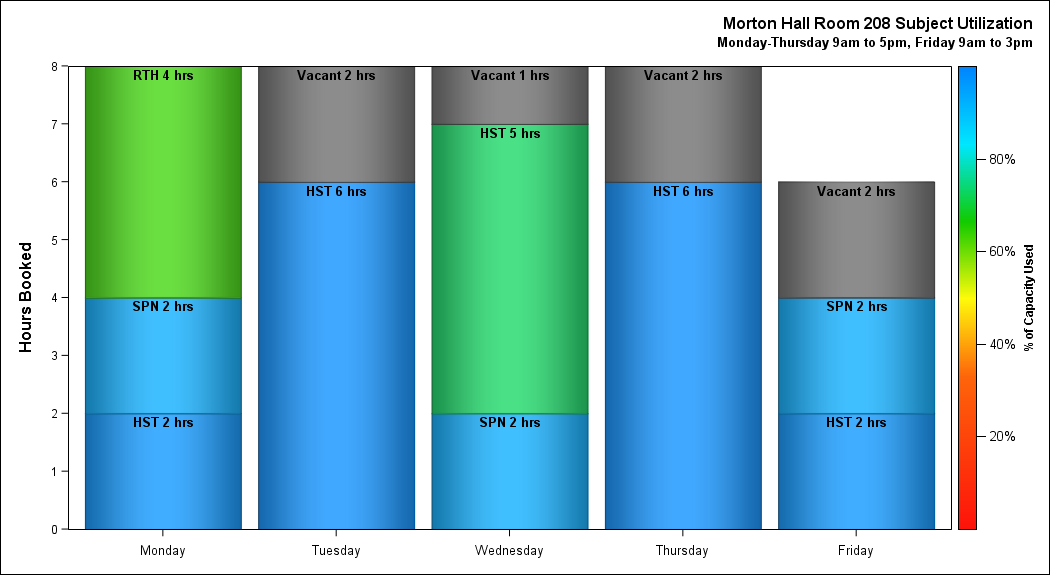 Morton Hall Room 208 Subject Utilization
Monday-Thursday 9am to 5pm, Friday 9am to 3pm
Hours Booked
8
7
6
5
4
3
2
1
0
RTH 4 hrs
SPN 2 hrs
HST 2 hrs
Vacant 2 hrs
HST 6 hrs
Vacant 1 hrs
HST 5 hrs
SPN 2 hrs
Vacant 2 hrs
HST 6 hrs
Vacant 2 hrs
SPN 2 hrs
HST 2 hrs
Monday
Tuesday
Wednesday
Thursday
Friday
80%
60%
40%
20%
% of Capacity Used